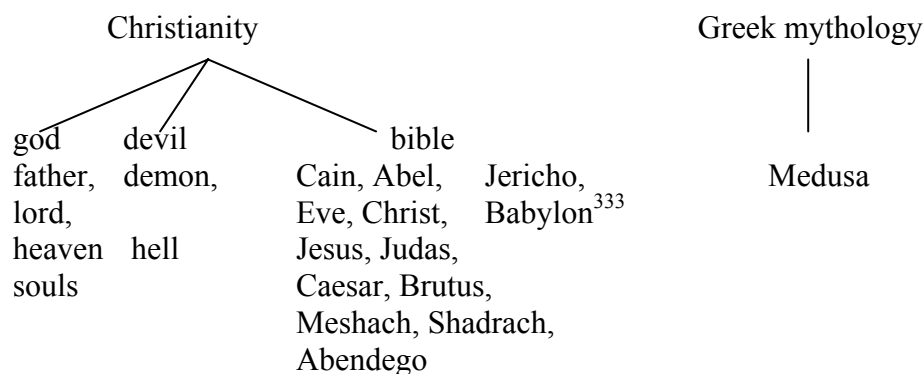 Christianity Greek mythology
god devil bible
father, demon, Cain, Abel, Jericho, Medusa
lord, Eve, Christ, Babylon333
heaven hell Jesus, Judas,
souls Caesar, Brutus,
Meshach, Shadrach,
Abendego